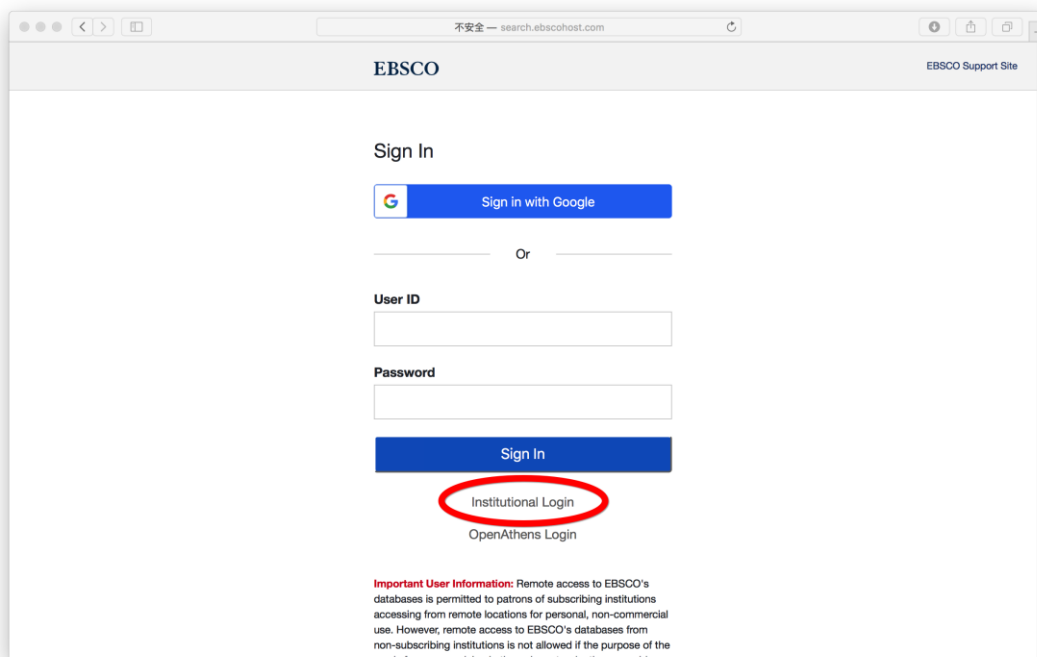 不安全 — search.ebscohost.com
EBSCO
EBSCO Support Site
Sign In
G
Sign in with Google
Or
User ID
Password
Sign In
Institutional Login
OpenAthens Login
Important User Information: Remote access to EBSCO's
databases is permitted to patrons of subscribing institutions
accessing from remote locations for personal, non-commercial
use. However, remote access to EBSCO's databases from
non-subscribing institutions is not allowed if the purpose of the